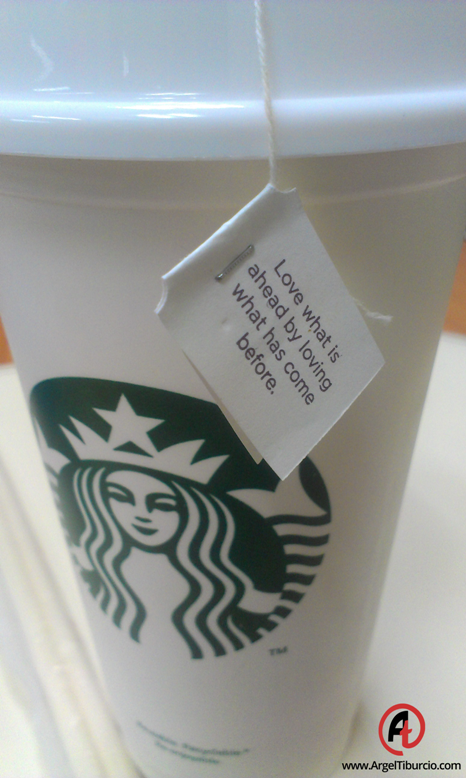 Love what is
ahead by loving
what has come
before.
TM
www.ArgelTiburcio.com